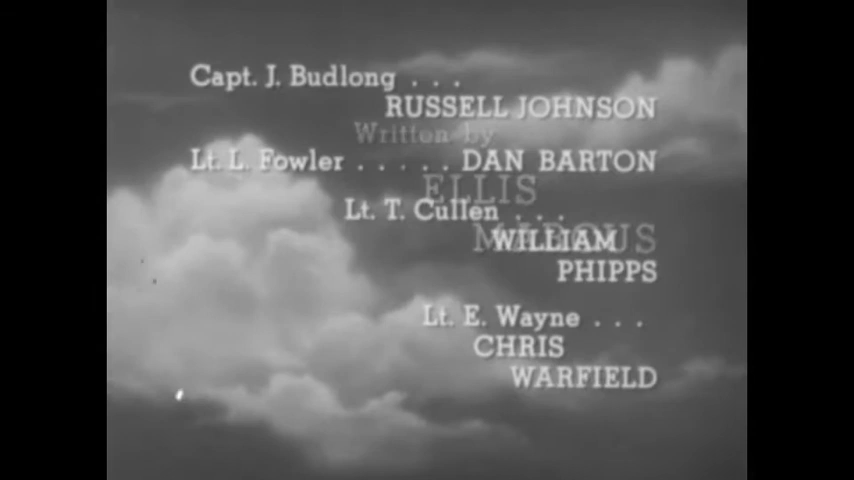 Capt. J. Budlong . . .
RUSSELL JOHNSON
Written by
Lt. L. Fowler . . . . . DAN BARTON
ELLIS
Lt. T. Cullen . . .
MARCUS
WILLIAM
PHIPPS
Lt. E. Wayne . . .
CHRIS
WARFIELD